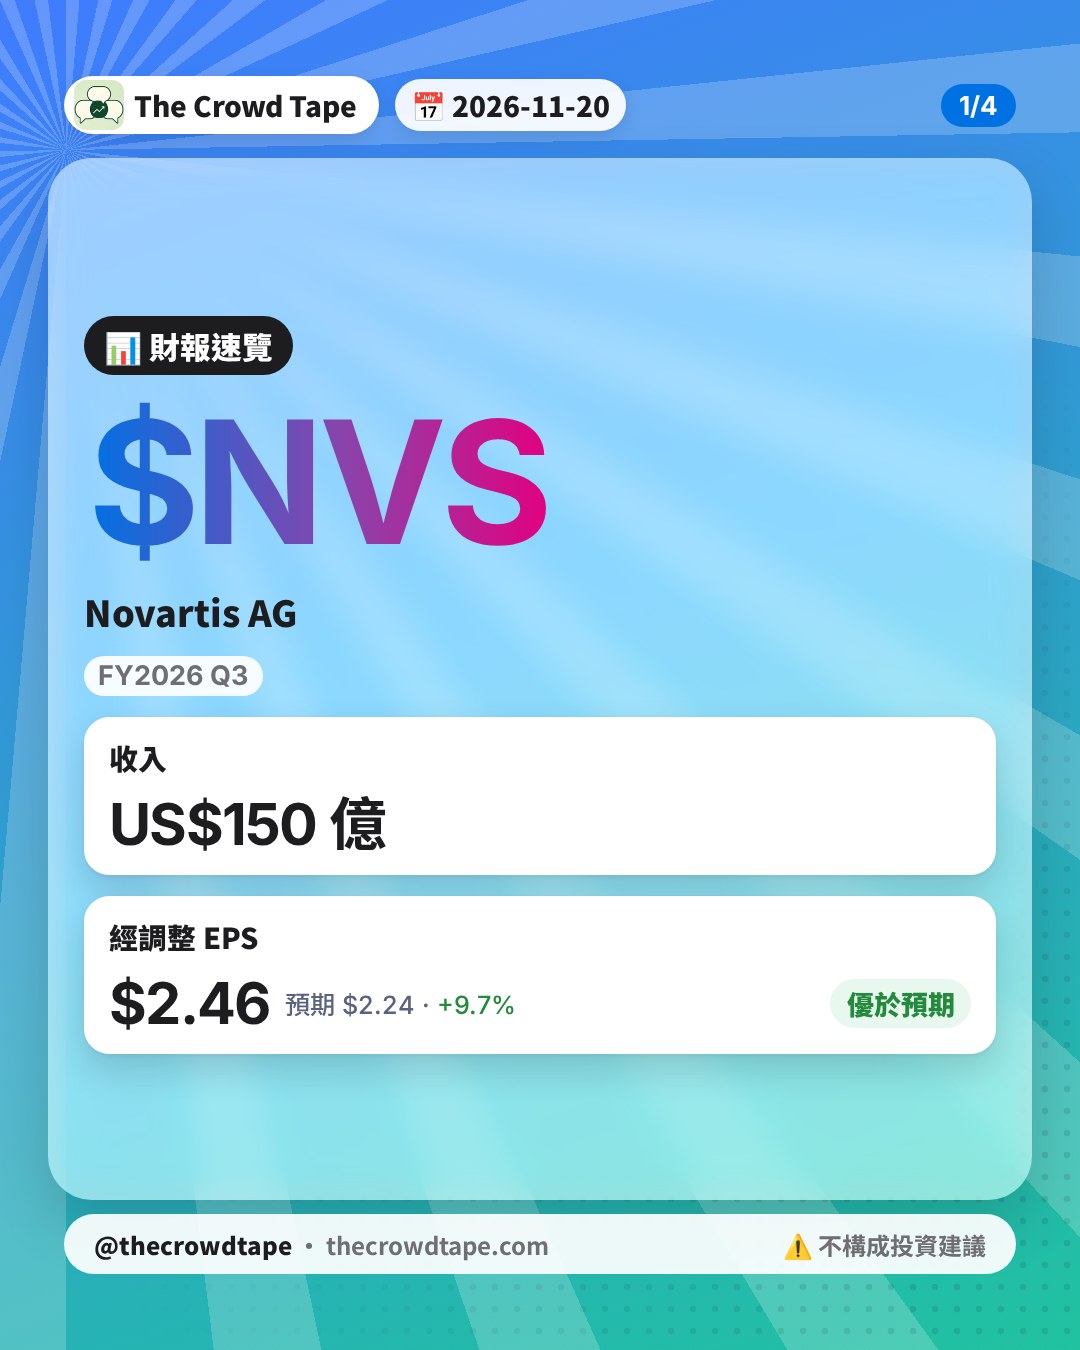 The Crowd Tape
📅 2026-11-20
1/4
📊 財報速覽
$NVS
Novartis AG
FY2026 Q3
收入
US$150 億
經調整 EPS
$2.46 預期 $2.24 · +9.7%
優於預期
@thecrowdtape • thecrowdtape.com
⚠️ 不構成投資建議